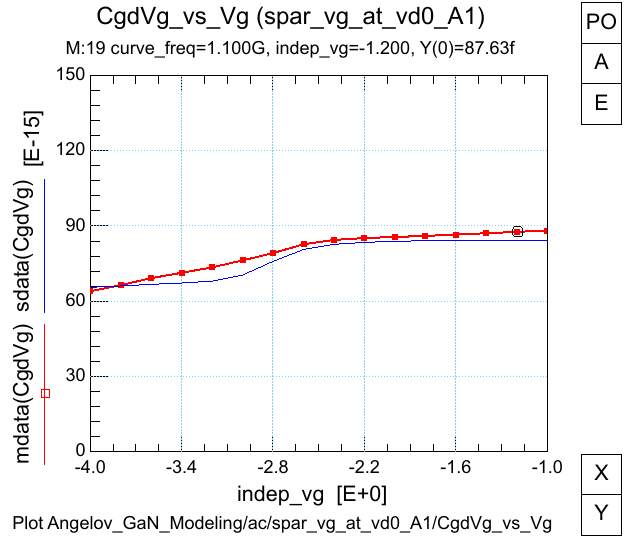 CgdVg_vs_Vg (spar_vg_at_vd0_A1)
M:19 curve_freq=1.100G, indep_vg=-1.200, Y(0)=87.63f
PO
A
E
mdata(CgdVg) sdata(CgdVg) [E-15]
150
120
90
60
30
0
-4.0 -3.4 -2.8 -2.2 -1.6 -1.0
indep_vg [E+0]
X
Y
Plot Angelov_GaN_Modeling/ac/spar_vg_at_vd0_A1/CgdVg_vs_Vg